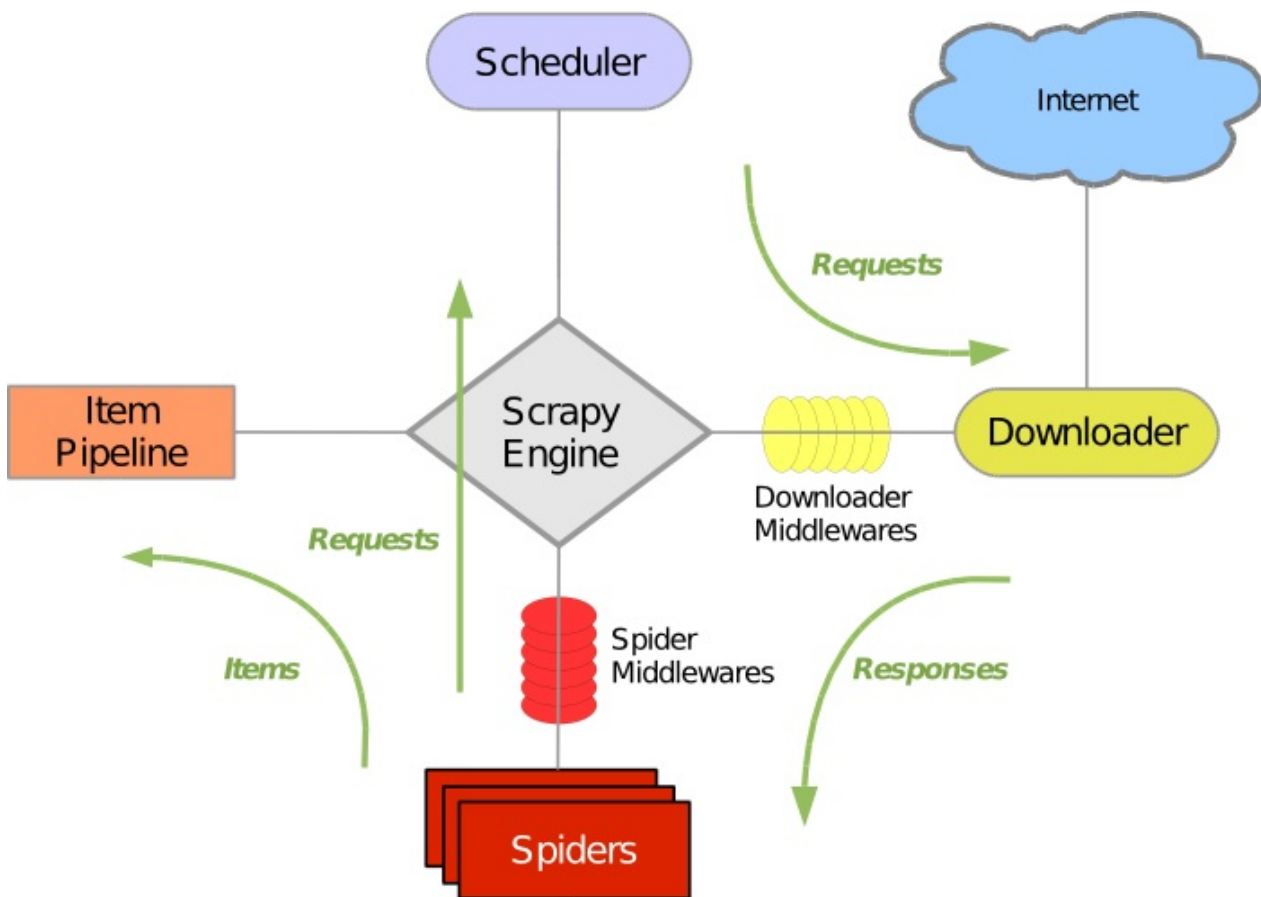 Scheduler
Internet
Requests
Item
Pipeline
Scrapy
Engine
Downloader
Downloader
Middlewares
Requests
Items
Spider
Middlewares
Responses
Spiders